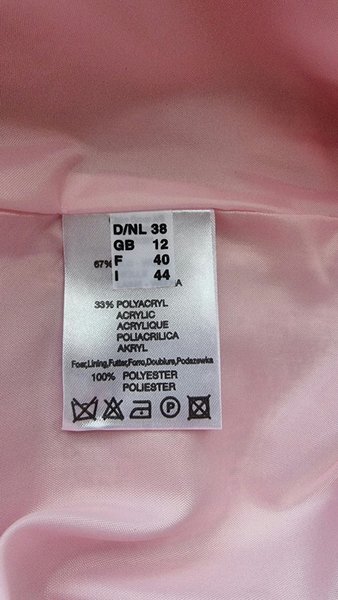 D/NL 38
GB 12
67% F 40
I 44
A
33% POLYACRYL
ACRYLIC
ACRYLIQUE
POLIACRILICA
AKRYL
Foer,Lining,Futter,Forro,Doublure,Podszewka
100% POLYESTER
POLIESTER
P